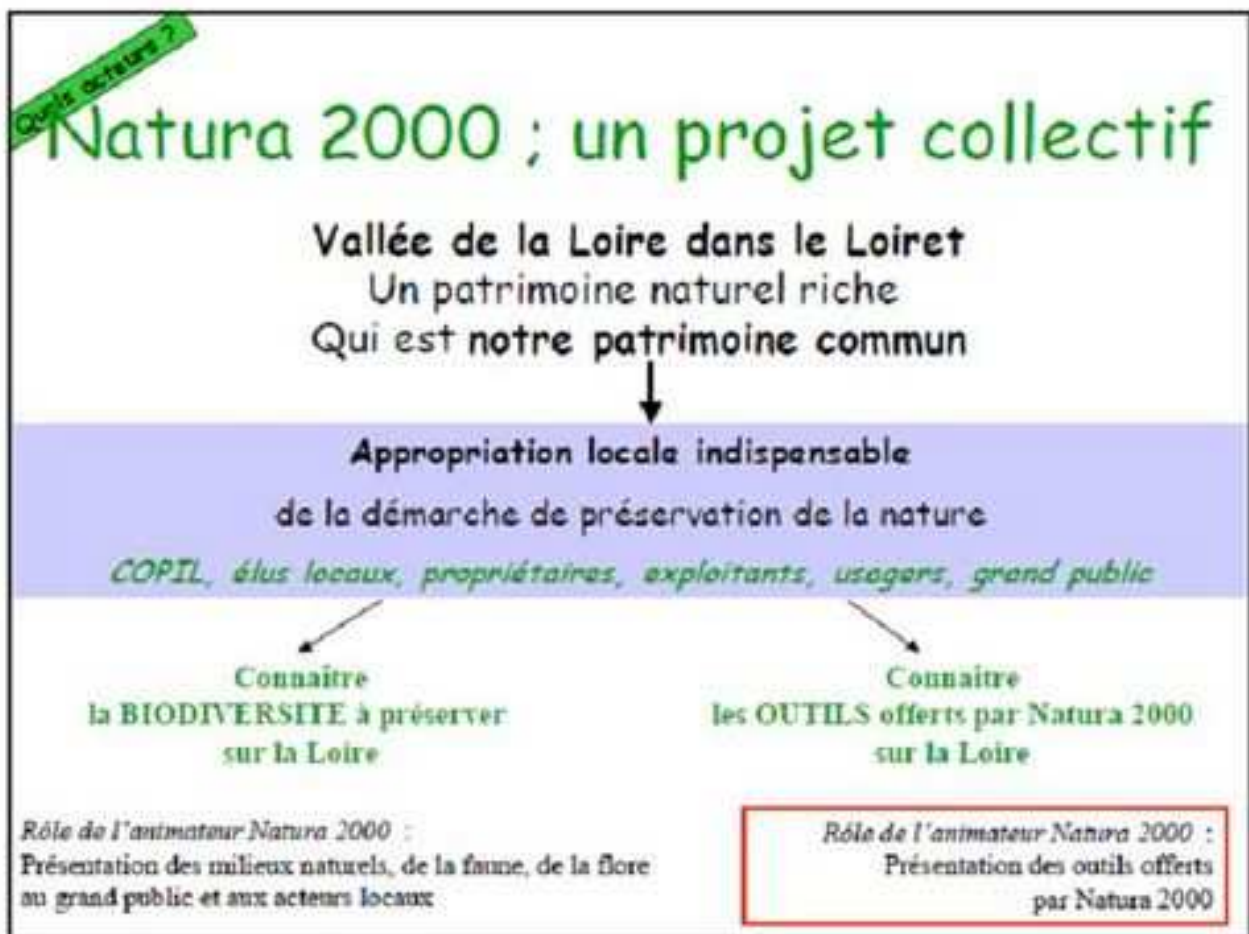 Quels acteurs ?
Natura 2000 ; un projet collectif
Vallée de la Loire dans le Loiret
Un patrimoine naturel riche
Qui est notre patrimoine commun
Appropriation locale indispensable
de la démarche de préservation de la nature
COPIL, élus locaux, propriétaires, exploitants, usagers, grand public
Connaître
la BIODIVERSITE à préserver
sur la Loire
Connaître
les OUTILS offerts par Natura 2000
sur la Loire
Rôle de l'animateur Natura 2000 :
Présentation des milieux naturels, de la faune, de la flore
au grand public et aux acteurs locaux
Rôle de l'animateur Natura 2000 :
Présentation des outils offerts
par Natura 2000